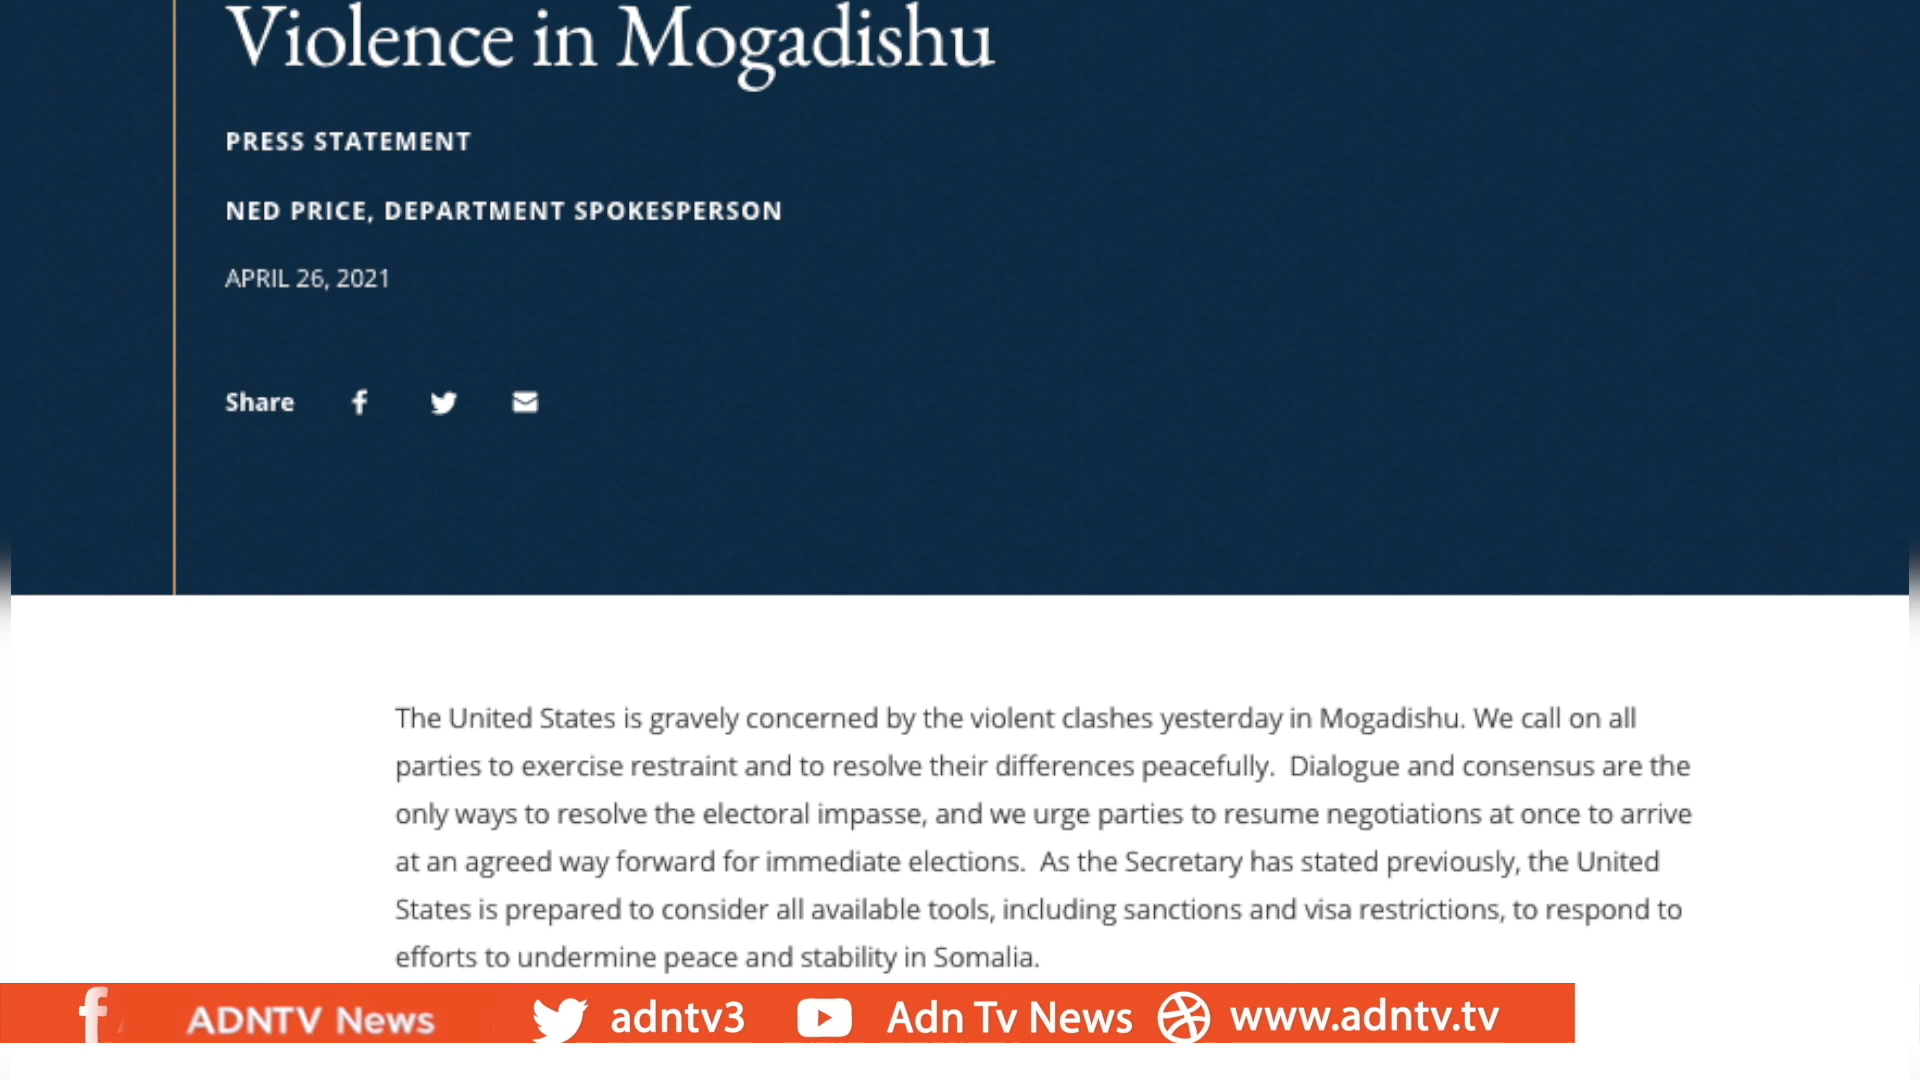 Violence in Mogadishu
PRESS STATEMENT
NED PRICE, DEPARTMENT SPOKESPERSON
APRIL 26, 2021
Share
The United States is gravely concerned by the violent clashes yesterday in Mogadishu. We call on all
parties to exercise restraint and to resolve their differences peacefully.  Dialogue and consensus are the
only ways to resolve the electoral impasse, and we urge parties to resume negotiations at once to arrive
at an agreed way forward for immediate elections.  As the Secretary has stated previously, the United
States is prepared to consider all available tools, including sanctions and visa restrictions, to respond to
efforts to undermine peace and stability in Somalia.
ADNTV News adntv3 Adn Tv News www.adntv.tv